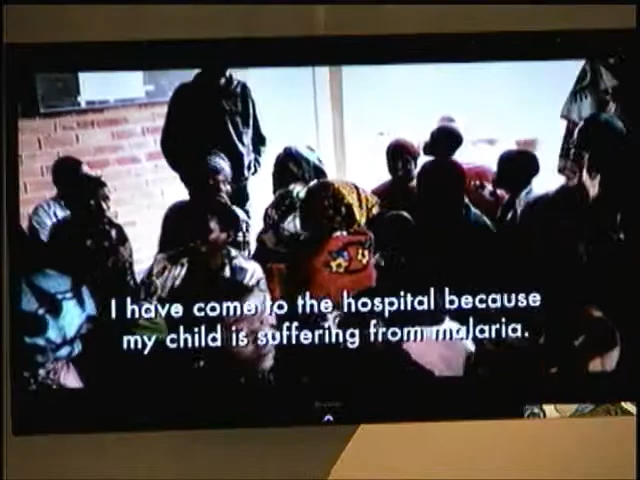 I have come to the hospital because
my child is suffering from malaria.